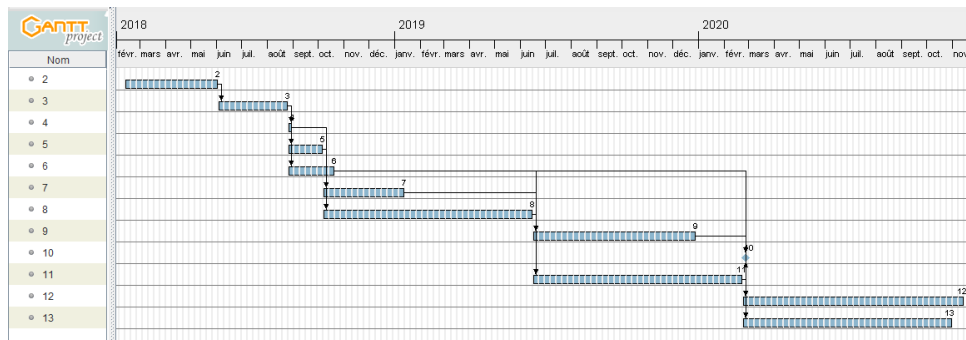 GANTT
project
2018 2019 2020
févr. mars avr. mai juin juil. août sept. oct. nov. déc. janv. févr. mars avr. mai juin juil. août sept. oct. nov. déc. janv. févr. mars avr. mai juin juil. août sept. oct. nov
Nom
2 2
3 3
4
5 5
6 6
7 7
8 8
9 9
10
11 11
12 12
13 13